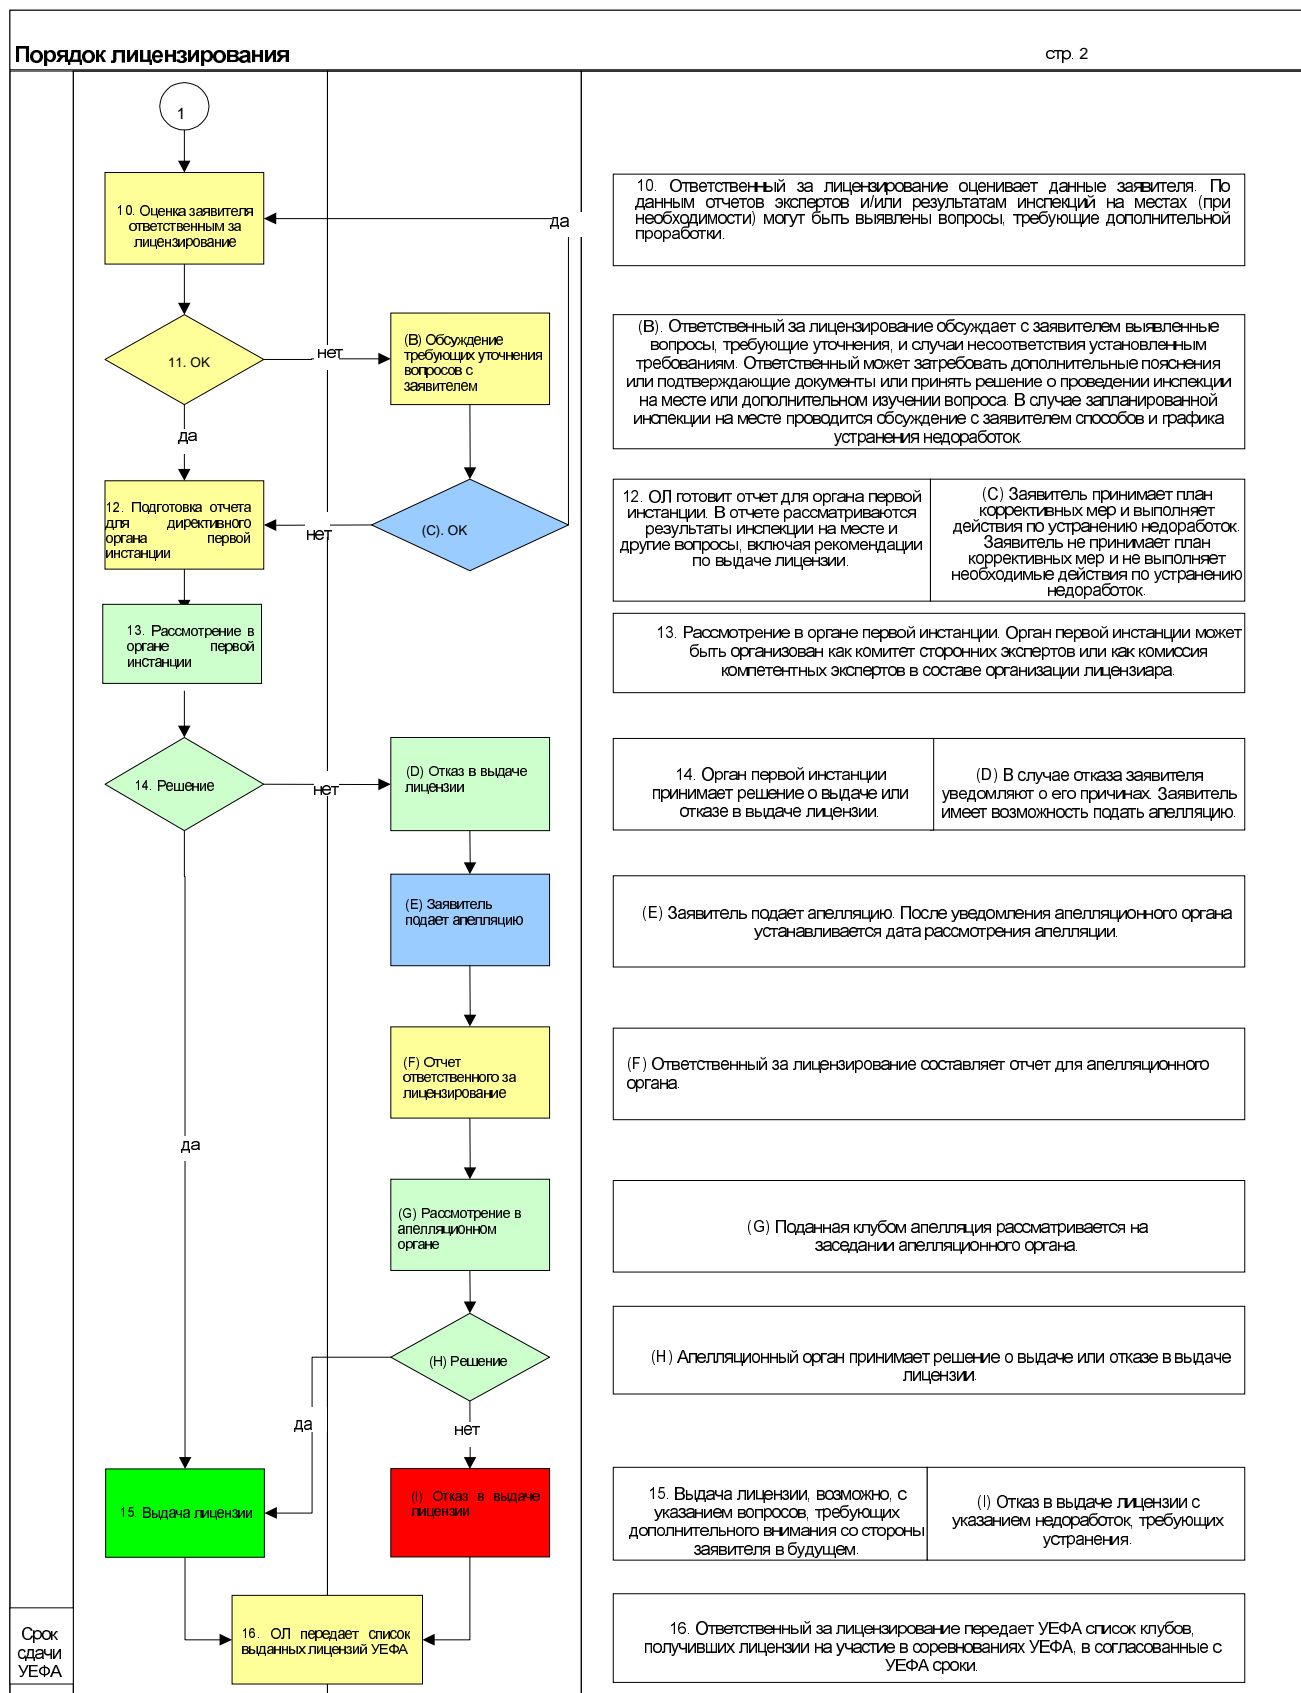 Порядок лицензирования
стр. 2
1
10. Оценка заявителя
ответственным за
лицензирование
да
10. Ответственный за лицензирование оценивает данные заявителя. По
данным отчетов экспертов и/или результатам инспекций на местах (при
необходимости) могут быть выявлены вопросы, требующие дополнительной
проработки.
11. OK
нет
(B) Обсуждение
требующих уточнения
вопросов с
заявителем
(B). Ответственный за лицензирование обсуждает с заявителем выявленные
вопросы, требующие уточнения, и случаи несоответствия установленным
требованиям. Ответственный может затребовать дополнительные пояснения
или подтверждающие документы или принять решение о проведении инспекции
на месте или дополнительном изучении вопроса. В случае запланированной
инспекции на месте проводится обсуждение с заявителем способов и графика
устранения недоработок.
да
12. Подготовка отчета
для директивного
органа первой
инстанции
нет
(C). OK
12. ОЛ готовит отчет для органа первой
инстанции. В отчете рассматриваются
результаты инспекции на месте и
другие вопросы, включая рекомендации
по выдаче лицензии.
(C) Заявитель принимает план
коррективных мер и выполняет
действия по устранению недоработок.
Заявитель не принимает план
коррективных мер и не выполняет
необходимые действия по устранению
недоработок.
13. Рассмотрение в
органе первой
инстанции
13. Рассмотрение в органе первой инстанции. Орган первой инстанции может
быть организован как комитет сторонних экспертов или как комиссия
компетентных экспертов в составе организации лицензиара.
14. Решение
нет
(D) Отказ в выдаче
лицензии
14. Орган первой инстанции
принимает решение о выдаче или
отказе в выдаче лицензии.
(D) В случае отказа заявителя
уведомляют о его причинах. Заявитель
имеет возможность подать апелляцию.
(E) Заявитель
подает апелляцию
(E) Заявитель подает апелляцию. После уведомления апелляционного органа
устанавливается дата рассмотрения апелляции.
(F) Отчет
ответственного за
лицензирование
(F) Ответственный за лицензирование составляет отчет для апелляционного
органа.
да
(G) Рассмотрение в
апелляционном
органе
(G) Поданная клубом апелляция рассматривается на
заседании апелляционного органа.
(H) Решение
(H) Апелляционный орган принимает решение о выдаче или отказе в выдаче
лицензии.
да
нет
15. Выдача лицензии
(I) Отказ в выдаче
лицензии
15. Выдача лицензии, возможно, с
указанием вопросов, требующих
дополнительного внимания со стороны
заявителя в будущем.
(I) Отказ в выдаче лицензии с
указанием недоработок, требующих
устранения.
Срок
сдачи
УЕФА
16. ОЛ передает список
выданных лицензий УЕФА
16. Ответственный за лицензирование передает УЕФА список клубов,
получивших лицензии на участие в соревнованиях УЕФА, в согласованные с
УЕФА сроки.